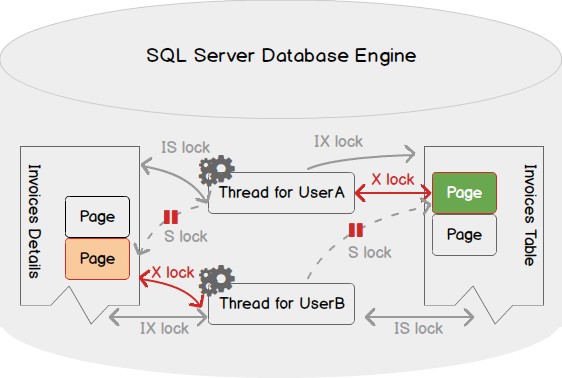 SQL Server Database Engine
IS lock
IX lock
Invoices Details
Thread for UserA
X lock
Page
Invoices Table
Page
S lock
Page
Page
S lock
X lock
Thread for UserB
IX lock
IS lock